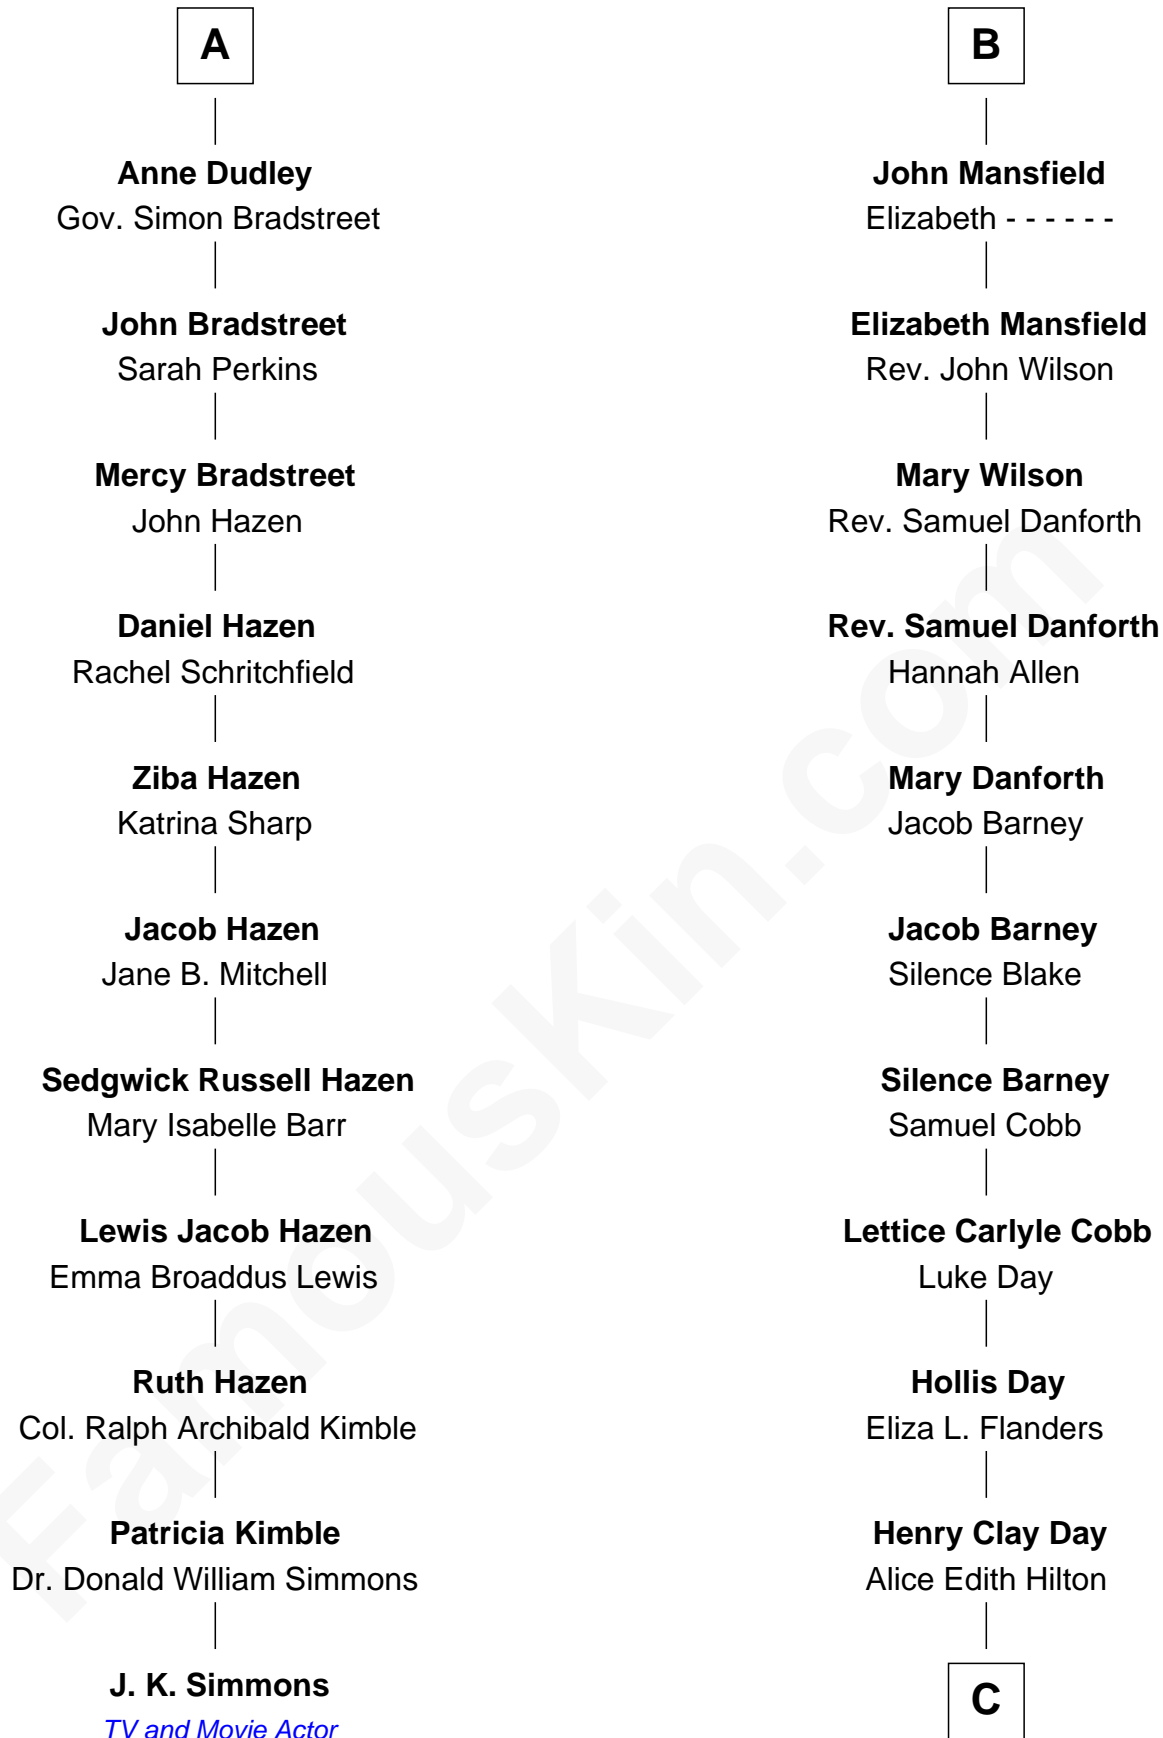 A
Anne Dudley
Gov. Simon Bradstreet
John Bradstreet
Sarah Perkins
Mercy Bradstreet
John Hazen
Daniel Hazen
Rachel Schritchfield
Ziba Hazen
Katrina Sharp
Jacob Hazen
Jane B. Mitchell
Sedgwick Russell Hazen
Mary Isabelle Barr
Lewis Jacob Hazen
Emma Broaddus Lewis
Ruth Hazen
Col. Ralph Archibald Kimble
Patricia Kimble
Dr. Donald William Simmons
J. K. Simmons
TV and Movie Actor
B
John Mansfield
Elizabeth - - - - - -
Elizabeth Mansfield
Rev. John Wilson
Mary Wilson
Rev. Samuel Danforth
Rev. Samuel Danforth
Hannah Allen
Mary Danforth
Jacob Barney
Jacob Barney
Silence Blake
Silence Barney
Samuel Cobb
Lettice Carlyle Cobb
Luke Day
Hollis Day
Eliza L. Flanders
Henry Clay Day
Alice Edith Hilton
C
FamousKin.com